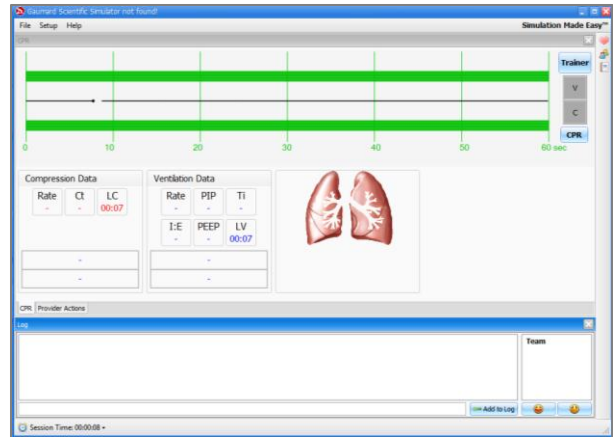 Gaumard Scientific Simulator not found!
File Setup Help Simulation Made Easy™
CPR
Trainer
V
C
CPR
0 10 20 30 40 50 60 sec
Compression Data Ventilation Data
Rate Ct LC Rate PIP Ti
- - 00:07 - - -
I:E PEEP LV
- - 00:07
- -
- -
CPR Provider Actions
Log
Team
Add to Log
Session Time: 00:00:08